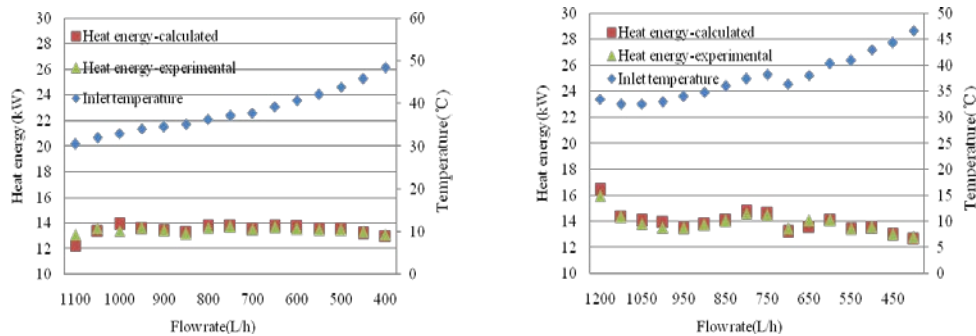 30
28
26
24
22
20
18
16
14
12
10
Heat energy(kW)
Heat energy-calculated
Heat energy-experimental
Inlet temperature
60
50
40
30
20
10
0
Temperature(℃)
1100 1000 900 800 700 600 500 400
Flowrate(L/h)
30
28
26
24
22
20
18
16
14
12
10
Heat energy(kW)
Heat energy-calculated
Heat energy-experimental
Inlet temperature
50
45
40
35
30
25
20
15
10
5
0
Temperature(℃)
1200 1050 950 850 750 650 550 450
Flowrate(L/h)